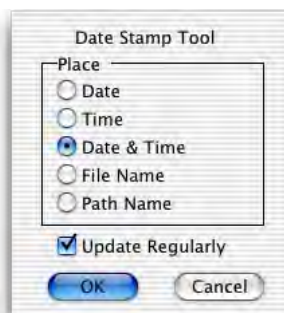 Date Stamp Tool
Place
Date
Time
Date & Time
File Name
Path Name
Update Regularly
OK Cancel